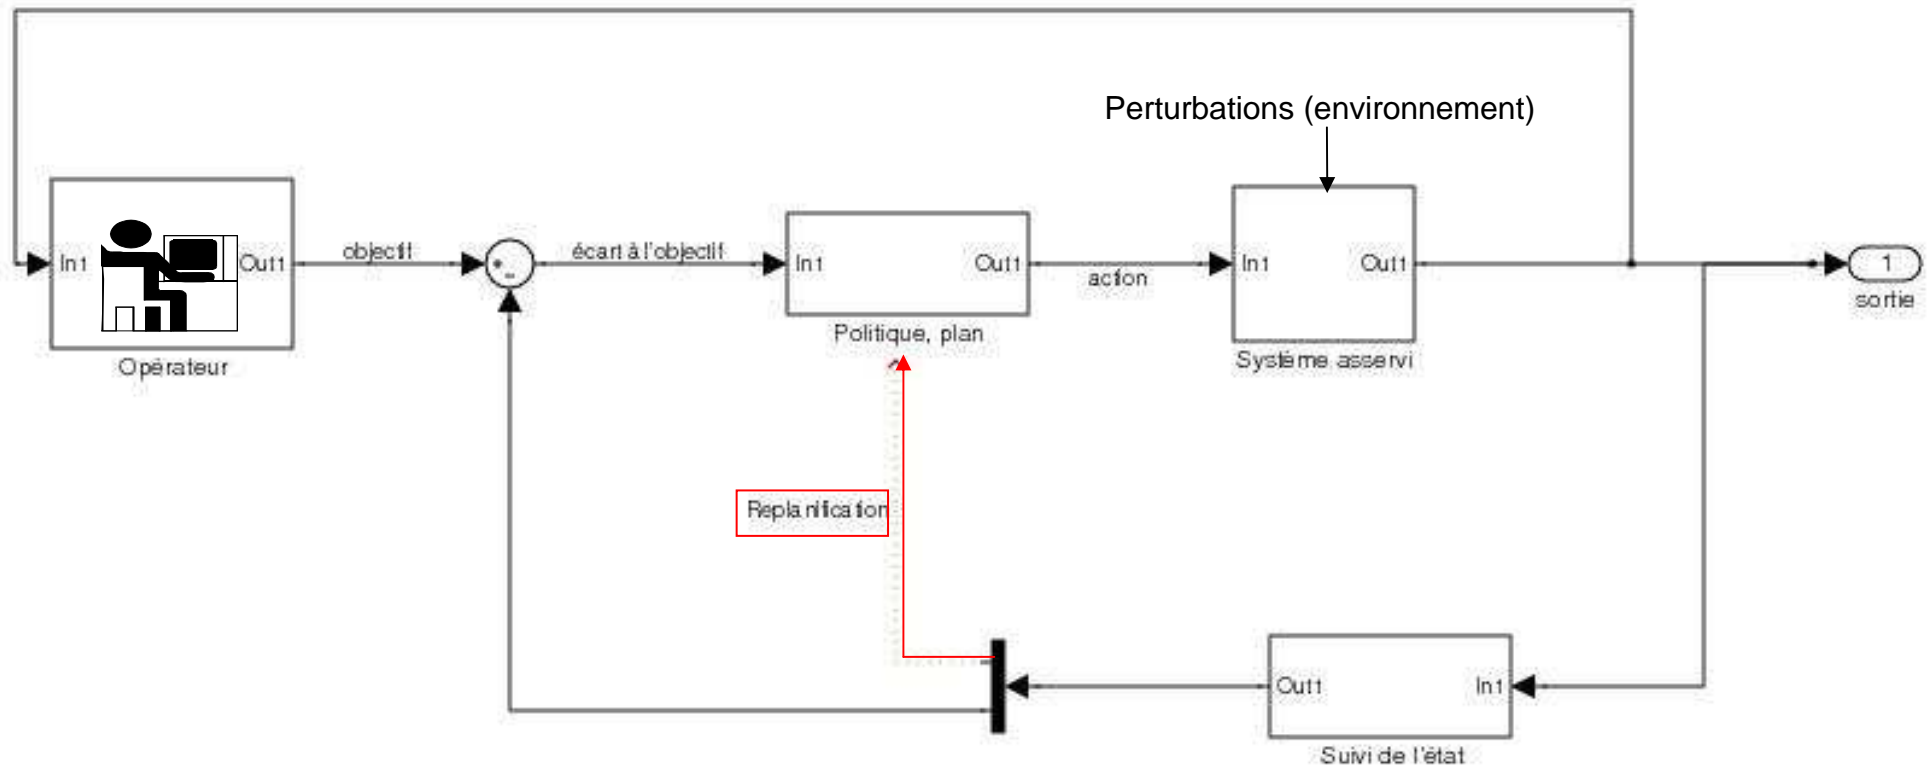 Perturbations (environnement)
In1
Out1
Opérateur
objectif
+
-
écart à l'objectif
In1
Out1
Politique, plan
action
In1
Out1
Système asservi
1
sortie
Replanification
Out1
In1
Suivi de l'état